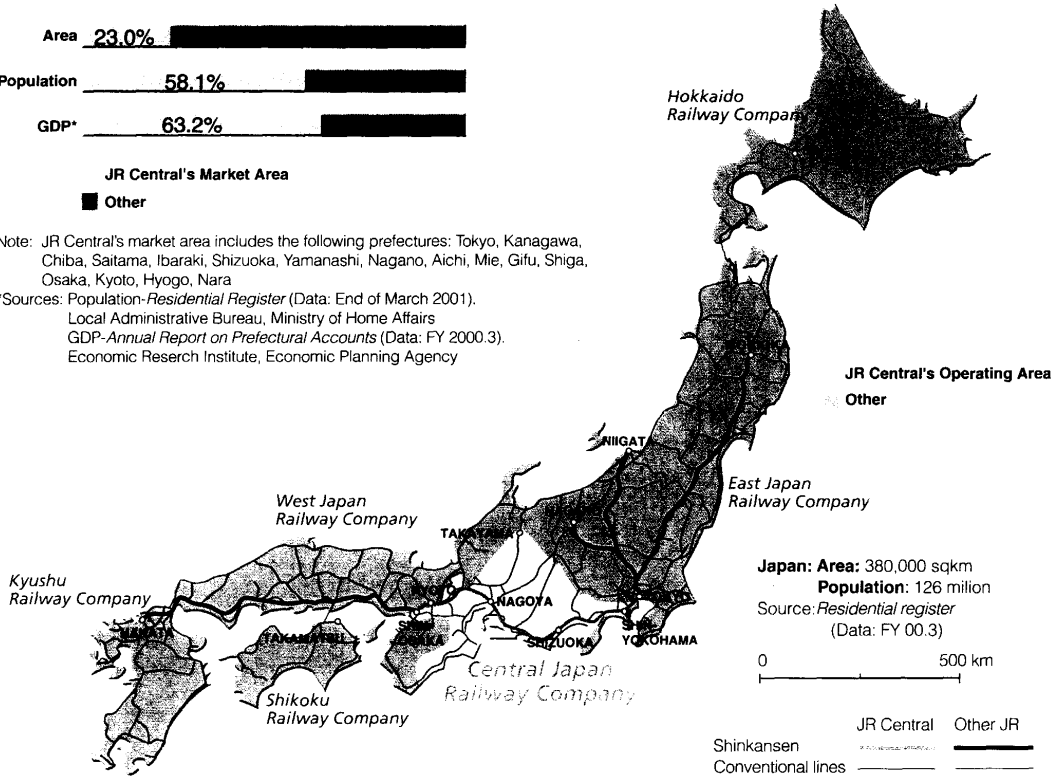 Area 23.0%
Population 58.1%
GDP* 63.2%
JR Central's Market Area
Other
Note: JR Central's market area includes the following prefectures: Tokyo, Kanagawa,
Chiba, Saitama, Ibaraki, Shizuoka, Yamanashi, Nagano, Aichi, Mie, Gifu, Shiga,
Osaka, Kyoto, Hyogo, Nara
*Sources: Population-Residential Register (Data: End of March 2001).
Local Administrative Bureau, Ministry of Home Affairs
GDP-Annual Report on Prefectural Accounts (Data: FY 2000.3).
Economic Reserch Institute, Economic Planning Agency
Hokkaido
Railway Company
JR Central's Operating Area
Other
NIIGATA
East Japan
Railway Company
West Japan
Railway Company
TAKAYAMA
Kyushu
Railway Company
NAGOYA
HAKATA
TAKAMATSU
OSAKA
SHIZUOKA
YOKOHAMA
Central Japan
Railway Company
Shikoku
Railway Company
Japan: Area: 380,000 sqkm
Population: 126 milion
Source: Residential register
(Data: FY 00.3)
0 500 km
JR Central Other JR
Shinkansen
Conventional lines